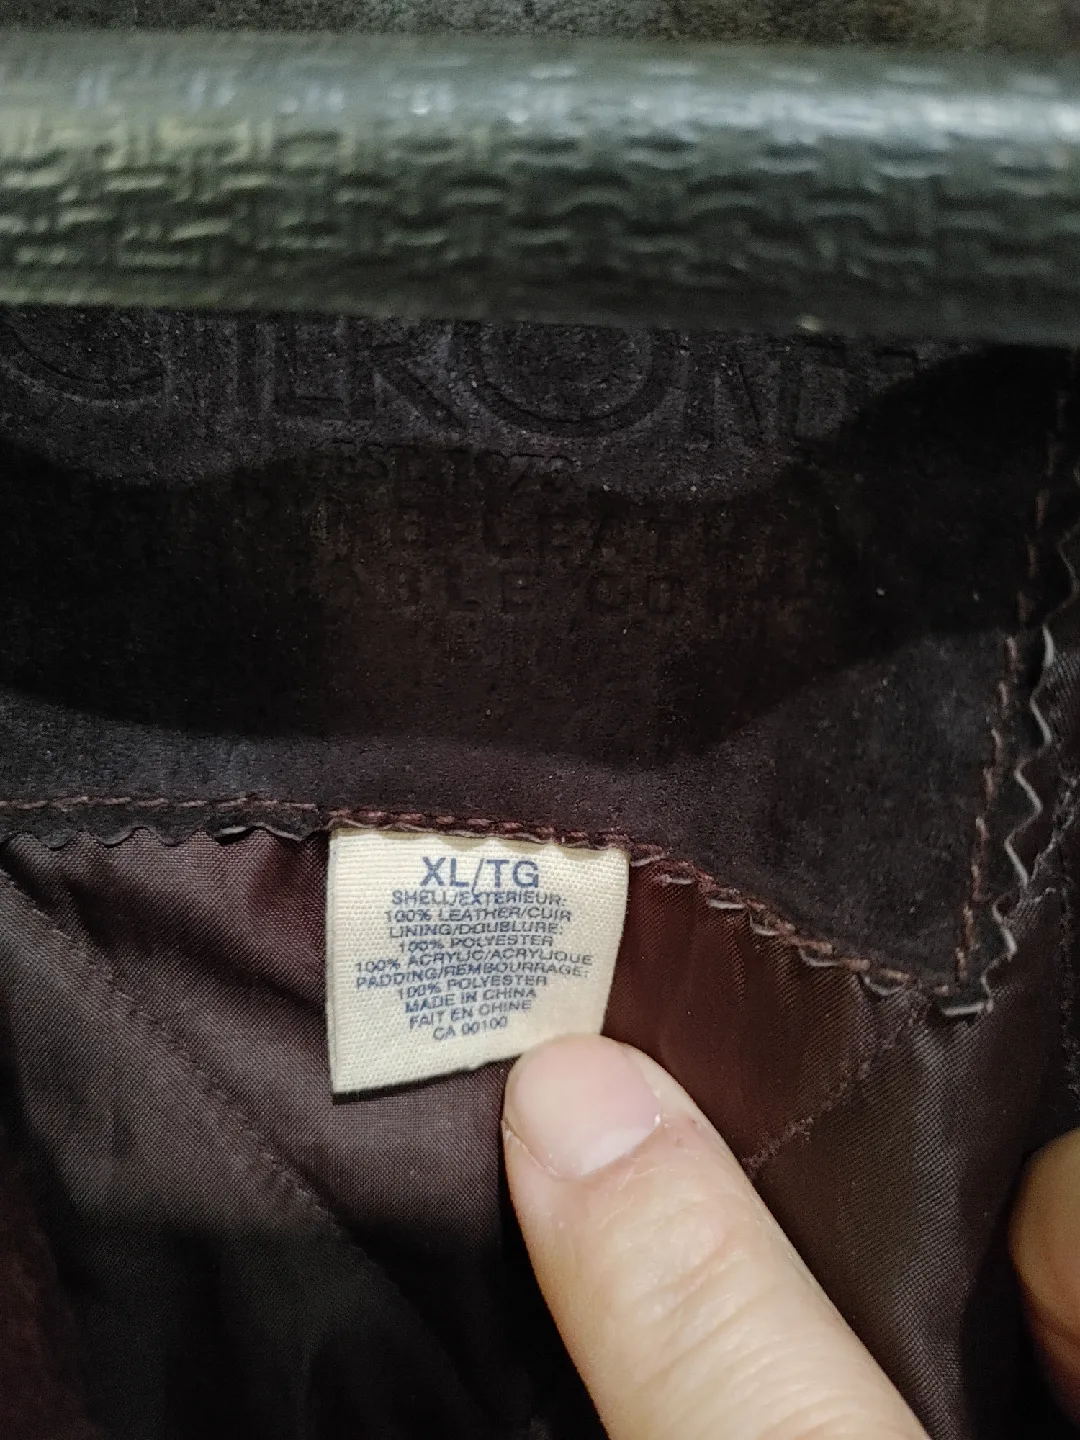 XL/TG
SHELL/EXTERIEUR:
100% LEATHER/CUIR
LINING/DOUBLURE:
100% POLYESTER
100% ACRYLIC/ACRYLIQUE
PADDING/REMBOURRAGE:
100% POLYESTER
MADE IN CHINA
FAIT EN CHINE
CA 00100